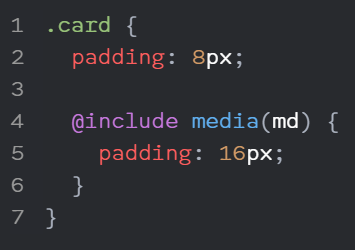 1 .card {
2   padding: 8px;
3
4   @include media(md) {
5     padding: 16px;
6   }
7 }